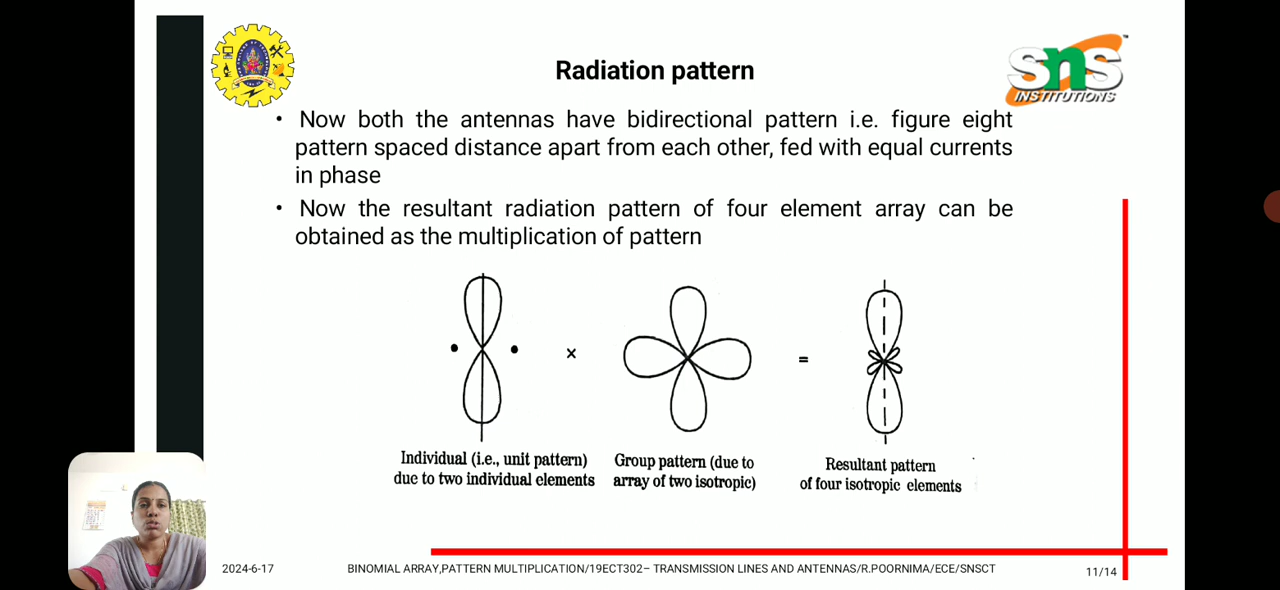 Radiation pattern
SNS
INSTITUTIONS
™
• Now both the antennas have bidirectional pattern i.e. figure eight
pattern spaced distance apart from each other, fed with equal currents
in phase
• Now the resultant radiation pattern of four element array can be
obtained as the multiplication of pattern
x
=
Individual (i.e., unit pattern)
due to two individual elements
Group pattern (due to
array of two isotropic)
Resultant pattern
of four isotropic elements
2024-6-17
BINOMIAL ARRAY,PATTERN MULTIPLICATION/19ECT302– TRANSMISSION LINES AND ANTENNAS/R.POORNIMA/ECE/SNSCT
11/14